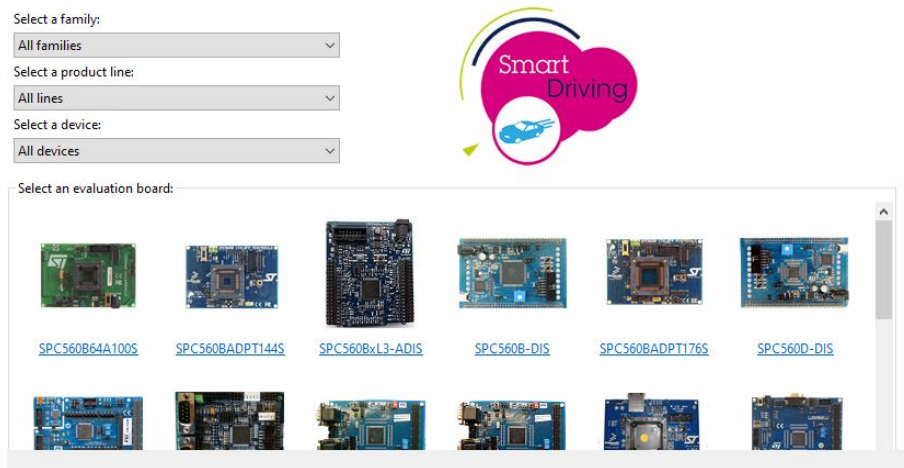 Select a family:
All families
Select a product line:
All lines
Select a device:
All devices
Smart
Driving
Select an evaluation board:
SPC560B64A100S
SPC560BADPT144S
SPC560BxL3-ADIS
SPC560B-DIS
SPC560BADPT176S
SPC560D-DIS